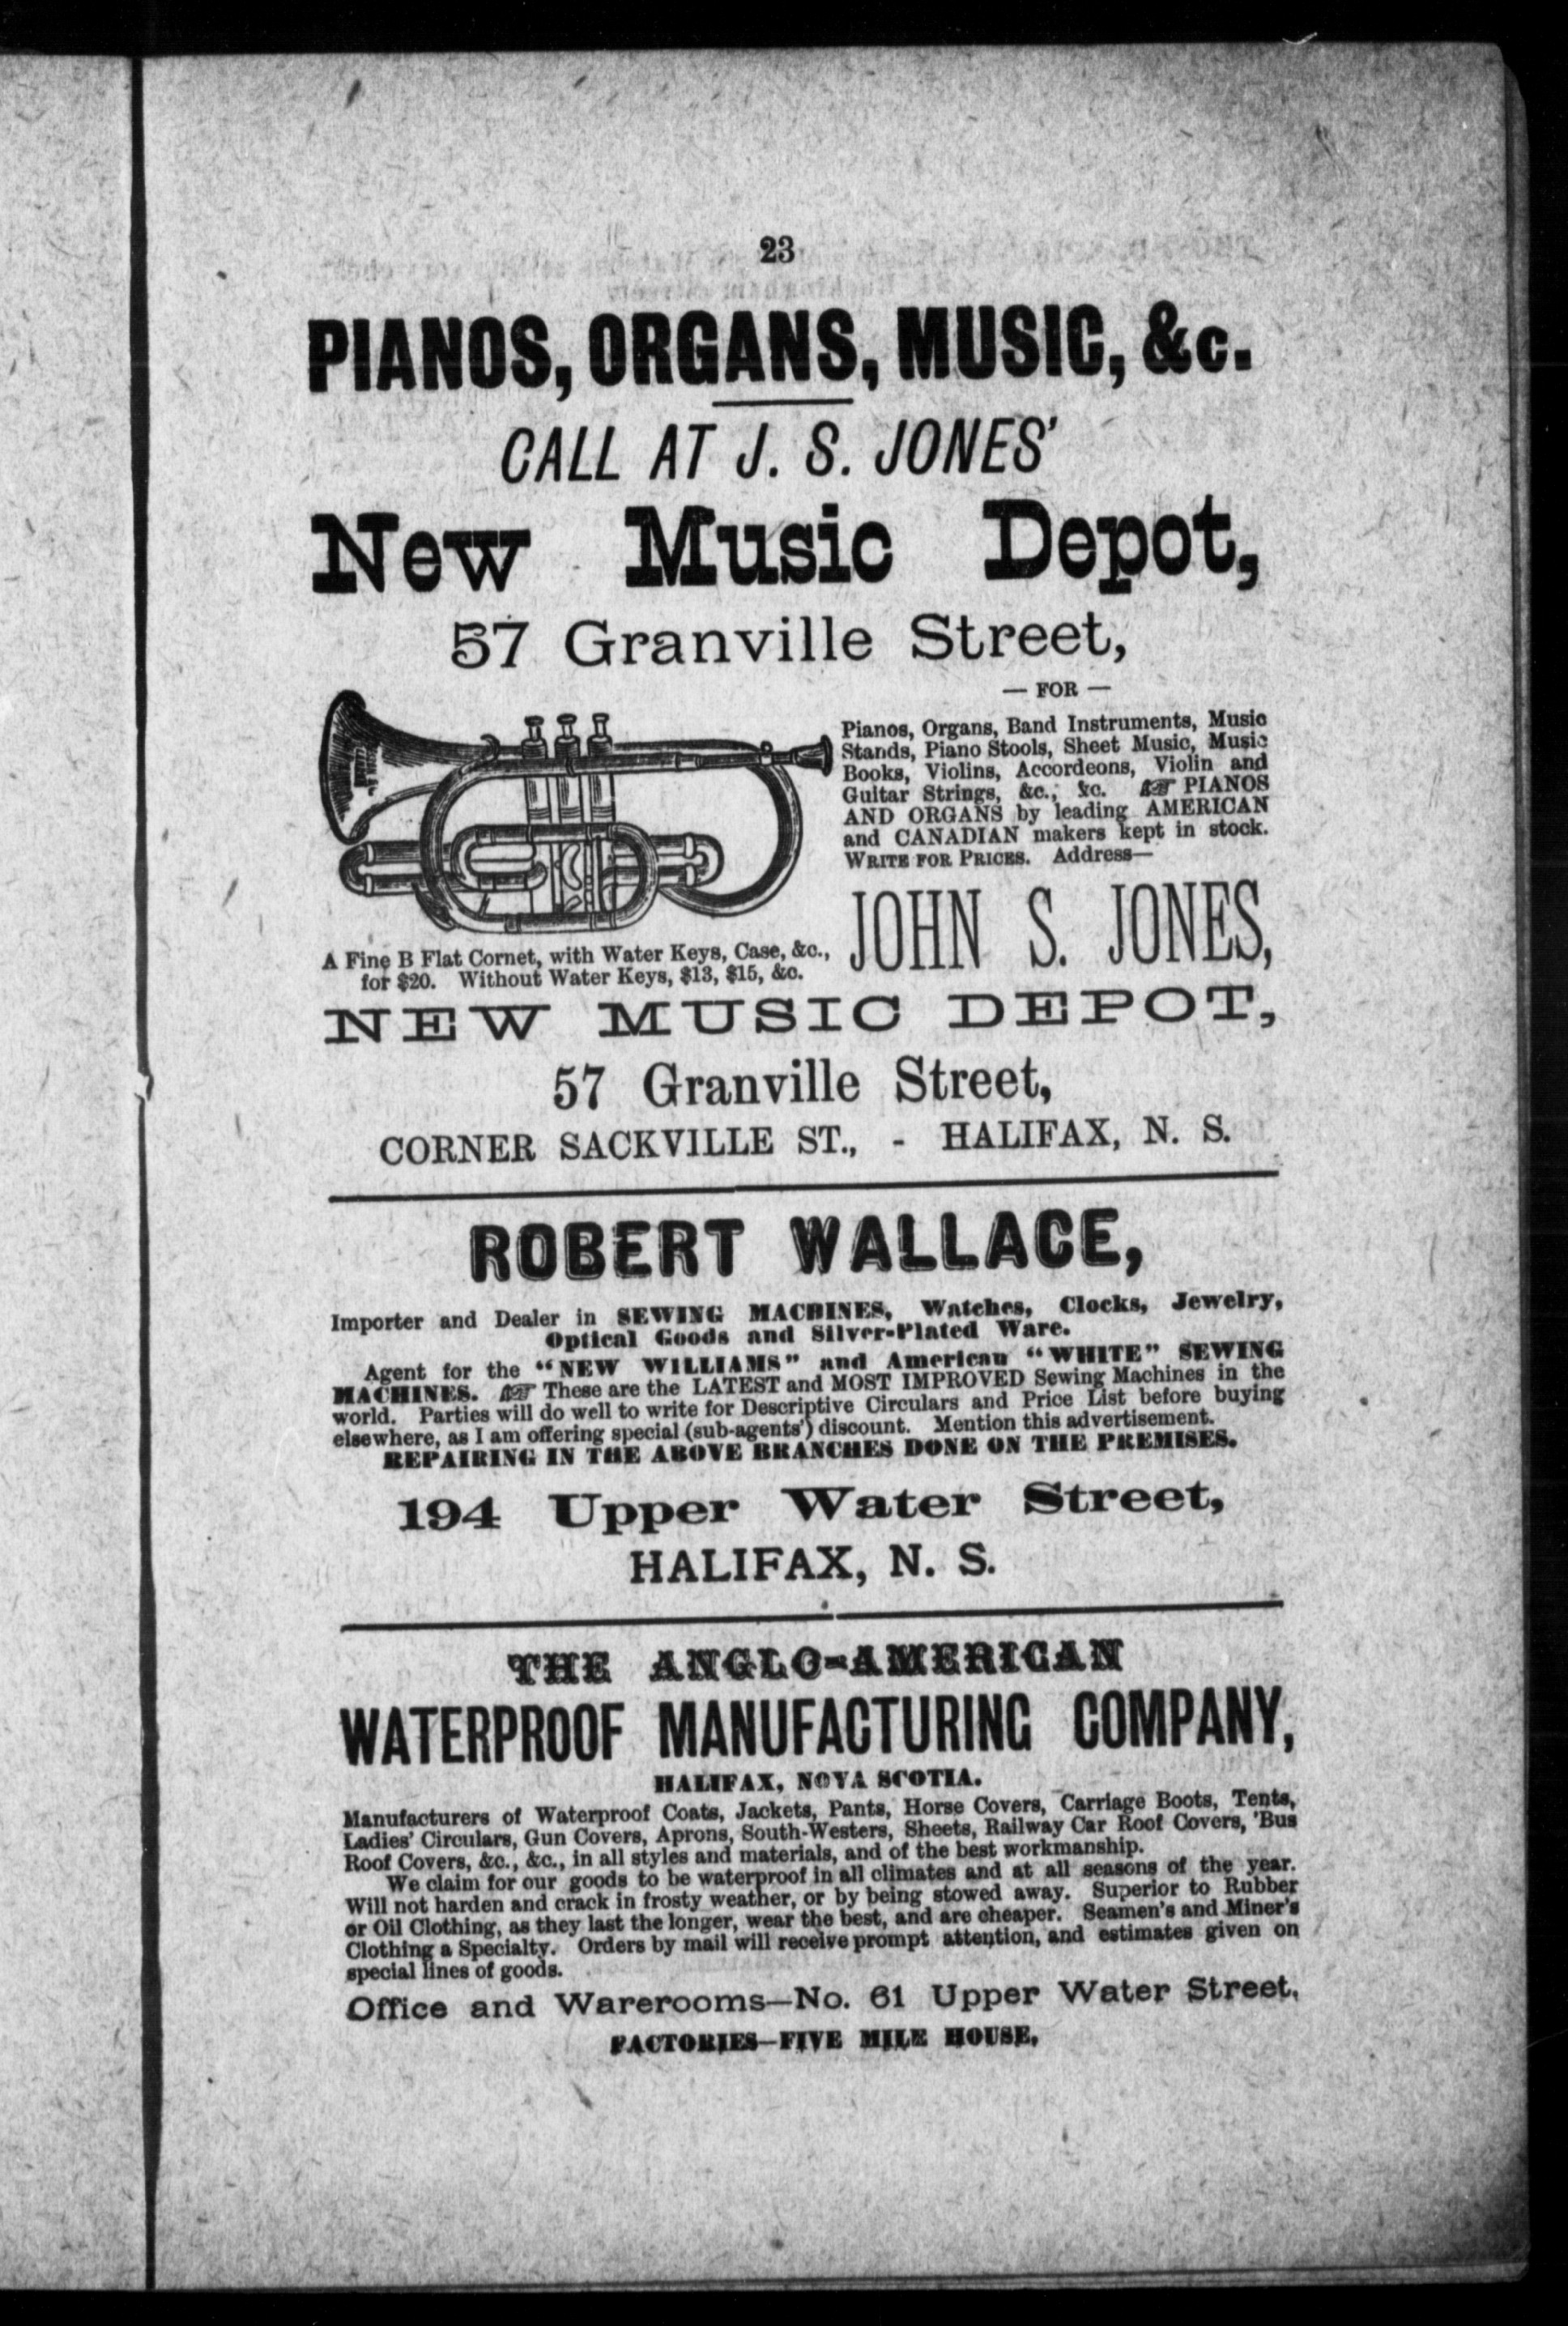 23
PIANOS, ORGANS, MUSIC, &c.
CALL AT J. S. JONES'
New Music Depot,
57 Granville Street,
— FOR —
Pianos, Organs, Band Instruments, Music
Stands, Piano Stools, Sheet Music, Music
Books, Violins, Accordeons, Violin and
Guitar Strings, &c., &c. ☞ PIANOS
AND ORGANS by leading AMERICAN
and CANADIAN makers kept in stock.
WRITE FOR PRICES. Address—
JOHN S. JONES,
A Fine B Flat Cornet, with Water Keys, Case, &c.,
for $20. Without Water Keys, $13, $15, &c.
NEW MUSIC DEPOT,
57 Granville Street,
CORNER SACKVILLE ST., - HALIFAX, N. S.
ROBERT WALLACE,
Importer and Dealer in SEWING MACHINES, Watches, Clocks, Jewelry,
Optical Goods and Silver-Plated Ware.
Agent for the "NEW WILLIAMS" and American "WHITE" SEWING
MACHINES. ☞ These are the LATEST and MOST IMPROVED Sewing Machines in the
world. Parties will do well to write for Descriptive Circulars and Price List before buying
elsewhere, as I am offering special (sub-agents') discount. Mention this advertisement.
REPAIRING IN THE ABOVE BRANCHES DONE ON THE PREMISES.
194 Upper Water Street,
HALIFAX, N. S.
THE ANGLO-AMERICAN
WATERPROOF MANUFACTURING COMPANY,
HALIFAX, NOVA SCOTIA.
Manufacturers of Waterproof Coats, Jackets, Pants, Horse Covers, Carriage Boots, Tents,
Ladies' Circulars, Gun Covers, Aprons, South-Westers, Sheets, Railway Car Roof Covers, 'Bus
Roof Covers, &c., &c., in all styles and materials, and of the best workmanship.
We claim for our goods to be waterproof in all climates and at all seasons of the year.
Will not harden and crack in frosty weather, or by being stowed away. Superior to Rubber
or Oil Clothing, as they last the longer, wear the best, and are cheaper. Seamen's and Miner's
Clothing a Specialty. Orders by mail will receive prompt attention, and estimates given on
special lines of goods.
Office and Warerooms—No. 61 Upper Water Street,
FACTORIES—FIVE MILE HOUSE,